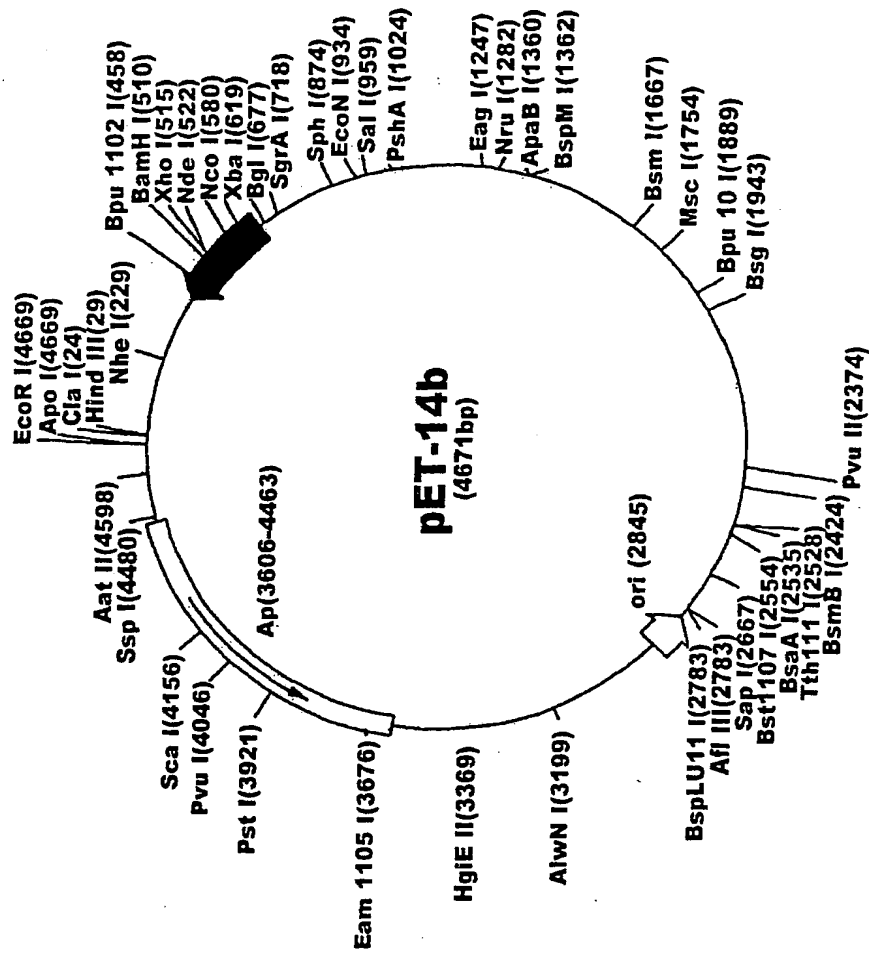 EcoR I(4669)
Apo I(4669)
Cla I(24)
Hind III(29)
Nhe I(229)
Bpu 1102 I(458)
BamH I(510)
Xho I(515)
Nde I(522)
Nco I(580)
Xba I(619)
Bgl I(677)
SgrA I(718)
Sph I(874)
EcoN I(934)
Sal I(959)
PshA I(1024)
Eag I(1247)
Nru I(1282)
ApaB I(1360)
BspM I(1362)
Bsm I(1667)
Msc I(1754)
Bpu 10 I(1889)
Bsg I(1943)
Pvu II(2374)
BsmB I(2424)
Tth111 I(2528)
BsaA I(2535)
Bst1107 I(2554)
Sap I(2667)
Afl III(2783)
BspLU11 I(2783)
AlwN I(3199)
HgiE II(3369)
Eam 1105 I(3676)
Pst I(3921)
Pvu I(4046)
Sca I(4156)
Ssp I(4480)
Aat II(4598)
Ap(3606-4463)
pET-14b
(4671bp)
ori (2845)